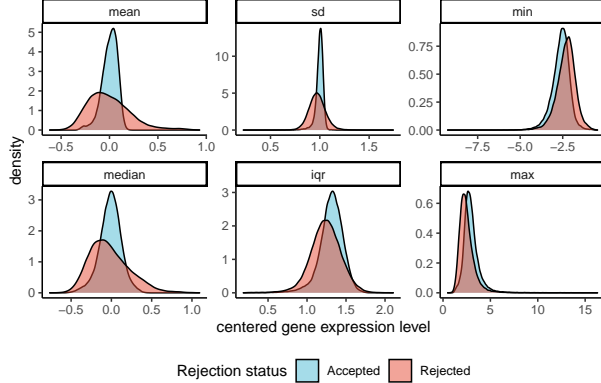 mean sd min
5
4
3
2
1
0
−0.5 0.0 0.5 1.0
10
5
0
0.5 1.0 1.5
0.75
0.50
0.25
0.00
−7.5 −5.0 −2.5
density
median iqr max
3
2
1
0
−0.5 0.0 0.5 1.0
3
2
1
0
0.5 1.0 1.5 2.0
0.6
0.4
0.2
0.0
0 5 10 15
centered gene expression level
Rejection status Accepted Rejected